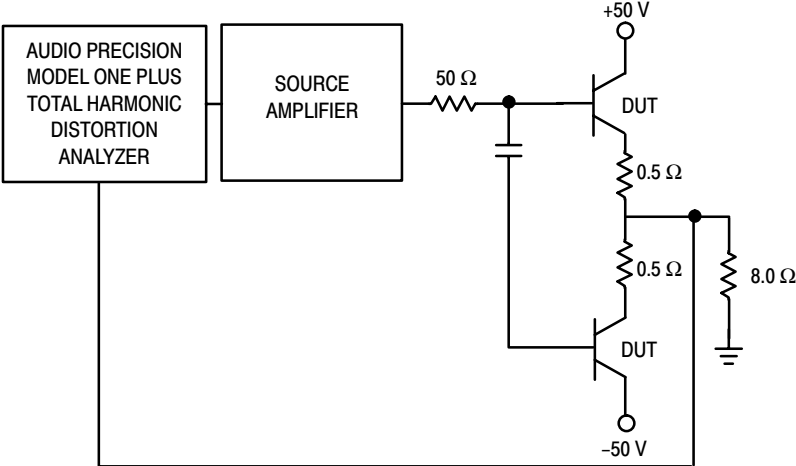 AUDIO PRECISION
MODEL ONE PLUS
TOTAL HARMONIC
DISTORTION
ANALYZER
SOURCE
AMPLIFIER
50 Ω
+50 V
DUT
0.5 Ω
0.5 Ω
8.0 Ω
DUT
−50 V